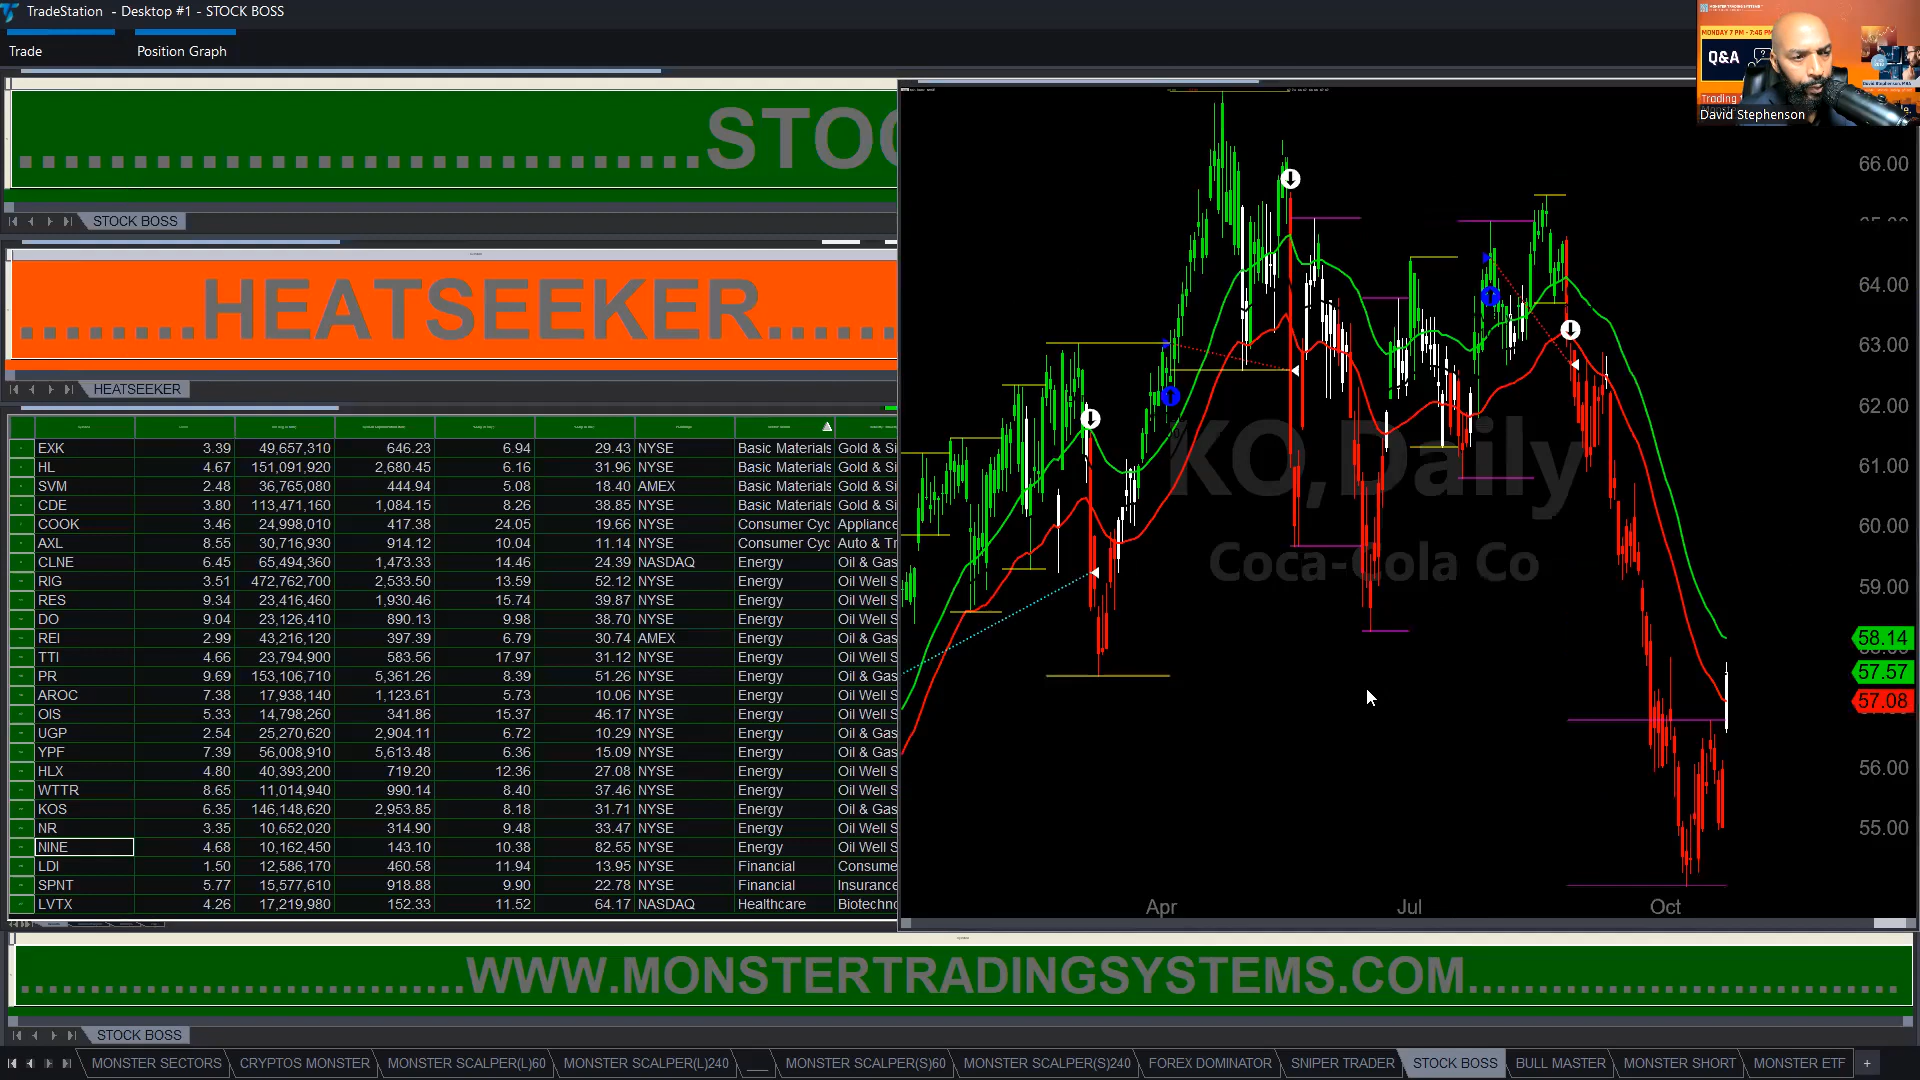 TradeStation - Desktop #1 - STOCK BOSS
Trade Position Graph
MONDAY 7 PM - 7:45 PM
Q&A
Trading
David Stephenson
STOC
STOCK BOSS
HEATSEEKER
HEATSEEKER
EXK 3.39 49,657,310 646.23 6.94 29.43 NYSE Basic Materials Gold & Si
HL 4.67 151,091,920 2,680.45 6.16 31.96 NYSE Basic Materials Gold & Si
SVM 2.48 36,765,080 444.94 5.08 18.40 AMEX Basic Materials Gold & Si
CDE 3.80 113,471,160 1,084.15 8.26 38.85 NYSE Basic Materials Gold & Si
COOK 3.46 24,998,010 417.38 24.05 19.66 NYSE Consumer Cyc Appliance
AXL 8.55 30,716,930 914.12 10.04 11.14 NYSE Consumer Cyc Auto & Tr
CLNE 6.45 65,494,360 1,473.33 14.46 24.39 NASDAQ Energy Oil & Gas
RIG 3.51 472,762,700 2,533.50 13.59 52.12 NYSE Energy Oil Well S
RES 9.34 23,416,460 1,930.46 15.74 39.87 NYSE Energy Oil Well S
DO 9.04 23,126,410 890.13 9.98 38.70 NYSE Energy Oil Well S
REI 2.99 43,216,120 397.39 6.79 30.74 AMEX Energy Oil & Gas
TTI 4.66 23,794,900 583.56 17.97 31.12 NYSE Energy Oil Well S
PR 9.69 153,106,710 5,361.26 8.39 51.26 NYSE Energy Oil & Gas
AROC 7.38 17,938,140 1,123.61 5.73 10.06 NYSE Energy Oil Well S
OIS 5.33 14,798,260 341.86 15.37 46.17 NYSE Energy Oil Well S
UGP 2.54 25,270,620 2,904.11 6.72 10.29 NYSE Energy Oil & Gas
YPF 7.39 56,008,910 5,613.48 6.36 15.09 NYSE Energy Oil & Gas
HLX 4.80 40,393,200 719.20 12.36 27.08 NYSE Energy Oil Well S
WTTR 8.65 11,014,940 990.14 8.40 37.46 NYSE Energy Oil Well S
KOS 6.35 146,148,620 2,953.85 8.18 31.71 NYSE Energy Oil & Gas
NR 3.35 10,652,020 314.90 9.48 33.47 NYSE Energy Oil Well S
NINE 4.68 10,162,450 143.10 10.38 82.55 NYSE Energy Oil Well S
LDI 1.50 12,586,170 460.58 11.94 13.95 NYSE Financial Consume
SPNT 5.77 15,577,610 918.88 9.90 22.78 NYSE Financial Insurance
LVTX 4.26 17,219,980 152.33 11.52 64.17 NASDAQ Healthcare Biotechno
KO,Daily
Coca-Cola Co
66.00
64.00
63.00
62.00
61.00
60.00
59.00
58.14
57.57
57.08
56.00
55.00
Apr Jul Oct
WWW.MONSTERTRADINGSYSTEMS.COM
STOCK BOSS
MONSTER SECTORS CRYPTOS MONSTER MONSTER SCALPER(L)60 MONSTER SCALPER(L)240 ___ MONSTER SCALPER(S)60 MONSTER SCALPER(S)240 FOREX DOMINATOR SNIPER TRADER STOCK BOSS BULL MASTER MONSTER SHORT MONSTER ETF +